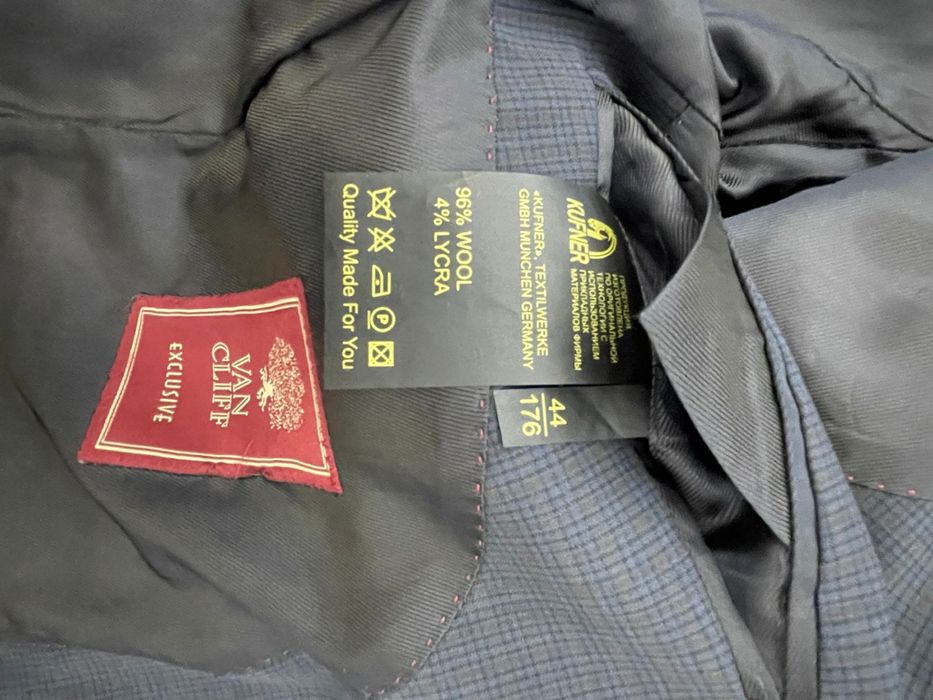 KUFNER
ПРОДУКЦИЯ
ИЗГОТОВЛЕНА
ПО ОРИГИНАЛЬНОЙ
ТЕХНОЛОГИИ С
ИСПОЛЬЗОВАНИЕМ
ПРИКЛАДНЫХ
МАТЕРИАЛОВ ФИРМЫ
«KUFNER», TEXTILWERKE
GMBH MUNCHEN GERMANY
96% WOOL
4% LYCRA
P
Quality Made For You
44
176
VAN
CLIFF
EXCLUSIVE